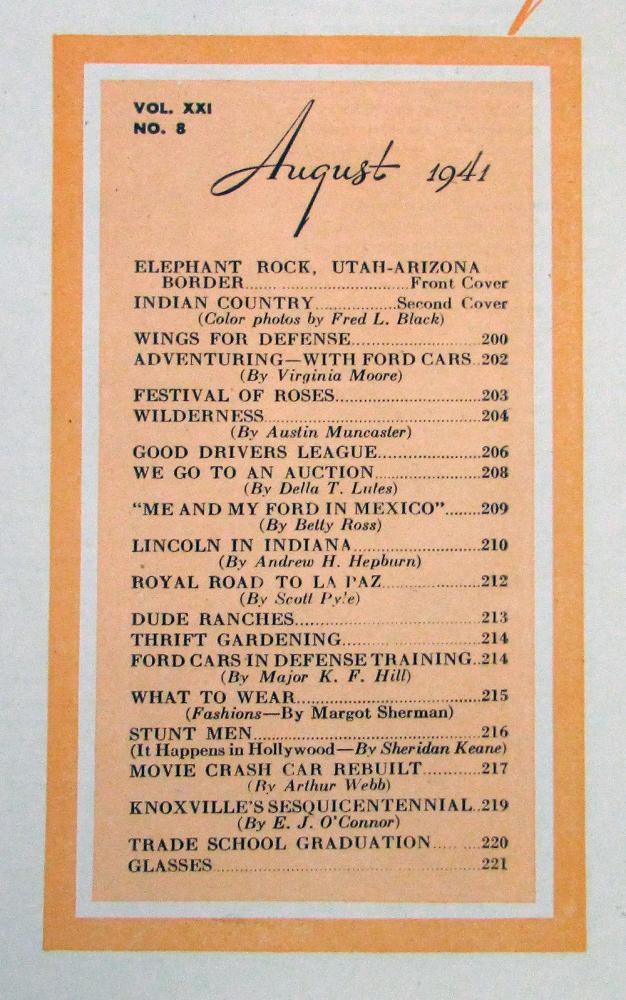 VOL. XXI
NO. 8
August 1941
ELEPHANT ROCK, UTAH-ARIZONA
BORDER..............................Front Cover
INDIAN COUNTRY................Second Cover
(Color photos by Fred L. Black)
WINGS FOR DEFENSE.........................200
ADVENTURING—WITH FORD CARS..202
(By Virginia Moore)
FESTIVAL OF ROSES............................203
WILDERNESS..........................................204
(By Austin Muncaster)
GOOD DRIVERS LEAGUE....................206
WE GO TO AN AUCTION.....................208
(By Della T. Lutes)
“ME AND MY FORD IN MEXICO”.......209
(By Betty Ross)
LINCOLN IN INDIANA........................210
(By Andrew H. Hepburn)
ROYAL ROAD TO LA PAZ...................212
(By Scott Pyle)
DUDE RANCHES....................................213
THRIFT GARDENING...........................214
FORD CARS IN DEFENSE TRAINING..214
(By Major K. F. Hill)
WHAT TO WEAR....................................215
(Fashions—By Margot Sherman)
STUNT MEN...........................................216
(It Happens in Hollywood—By Sheridan Keane)
MOVIE CRASH CAR REBUILT...........217
(By Arthur Webb)
KNOXVILLE'S SESQUICENTENNIAL..219
(By E. J. O'Connor)
TRADE SCHOOL GRADUATION.........220
GLASSES..................................................221